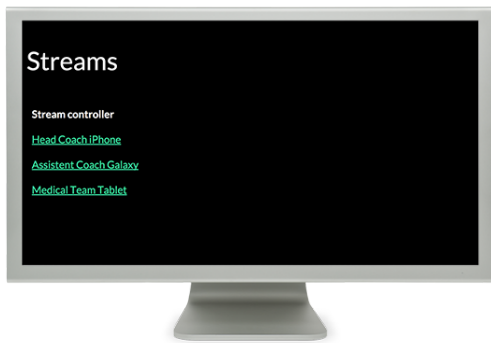 Streams
Stream controller
Head Coach iPhone
Assistent Coach Galaxy
Medical Team Tablet